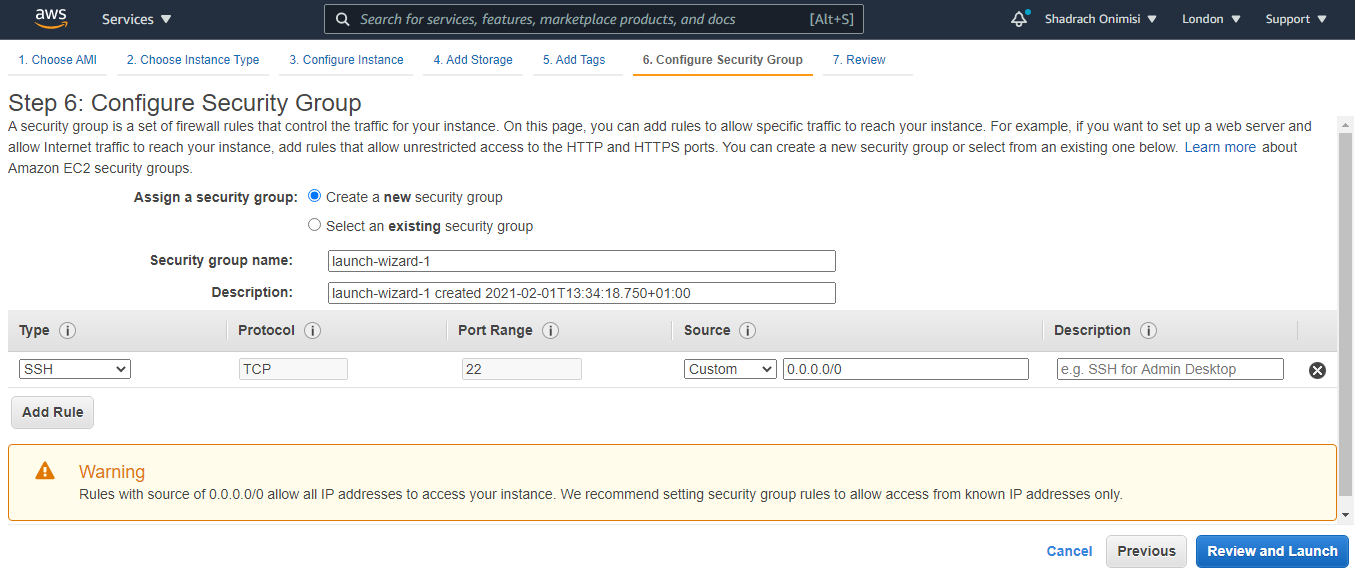 aws Services Search for services, features, marketplace products, and docs [Alt+S] Shadrach Onimisi London Support
1. Choose AMI 2. Choose Instance Type 3. Configure Instance 4. Add Storage 5. Add Tags 6. Configure Security Group 7. Review
Step 6: Configure Security Group
A security group is a set of firewall rules that control the traffic for your instance. On this page, you can add rules to allow specific traffic to reach your instance. For example, if you want to set up a web server and
allow Internet traffic to reach your instance, add rules that allow unrestricted access to the HTTP and HTTPS ports. You can create a new security group or select from an existing one below. Learn more about
Amazon EC2 security groups.
Assign a security group: Create a new security group
Select an existing security group
Security group name: launch-wizard-1
Description: launch-wizard-1 created 2021-02-01T13:34:18.750+01:00
Type i Protocol i Port Range i Source i Description i
SSH TCP 22 Custom 0.0.0.0/0 e.g. SSH for Admin Desktop
Add Rule
Warning
Rules with source of 0.0.0.0/0 allow all IP addresses to access your instance. We recommend setting security group rules to allow access from known IP addresses only.
Cancel Previous Review and Launch